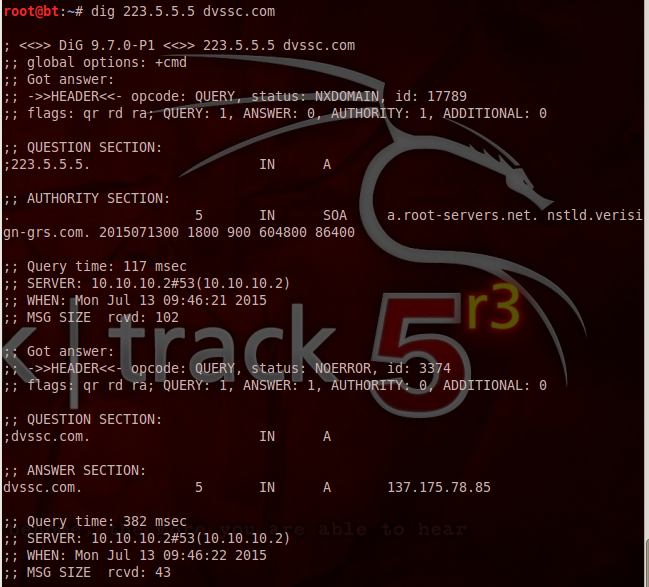 root@bt:~# dig 223.5.5.5 dvssc.com
; <<>> DiG 9.7.0-P1 <<>> 223.5.5.5 dvssc.com
;; global options: +cmd
;; Got answer:
;; ->>HEADER<<- opcode: QUERY, status: NXDOMAIN, id: 17789
;; flags: qr rd ra; QUERY: 1, ANSWER: 0, AUTHORITY: 1, ADDITIONAL: 0
;; QUESTION SECTION:
;223.5.5.5. IN A
;; AUTHORITY SECTION:
. 5 IN SOA a.root-servers.net. nstld.verisi
gn-grs.com. 2015071300 1800 900 604800 86400
;; Query time: 117 msec
;; SERVER: 10.10.10.2#53(10.10.10.2)
;; WHEN: Mon Jul 13 09:46:21 2015
;; MSG SIZE rcvd: 102
k|track 5 r3
;; Got answer:
;; ->>HEADER<<- opcode: QUERY, status: NOERROR, id: 3374
;; flags: qr rd ra; QUERY: 1, ANSWER: 1, AUTHORITY: 0, ADDITIONAL: 0
;; QUESTION SECTION:
;dvssc.com. IN A
;; ANSWER SECTION:
dvssc.com. 5 IN A 137.175.78.85
;; Query time: 382 msec
you are able to hear
;; SERVER: 10.10.10.2#53(10.10.10.2)
;; WHEN: Mon Jul 13 09:46:22 2015
;; MSG SIZE rcvd: 43